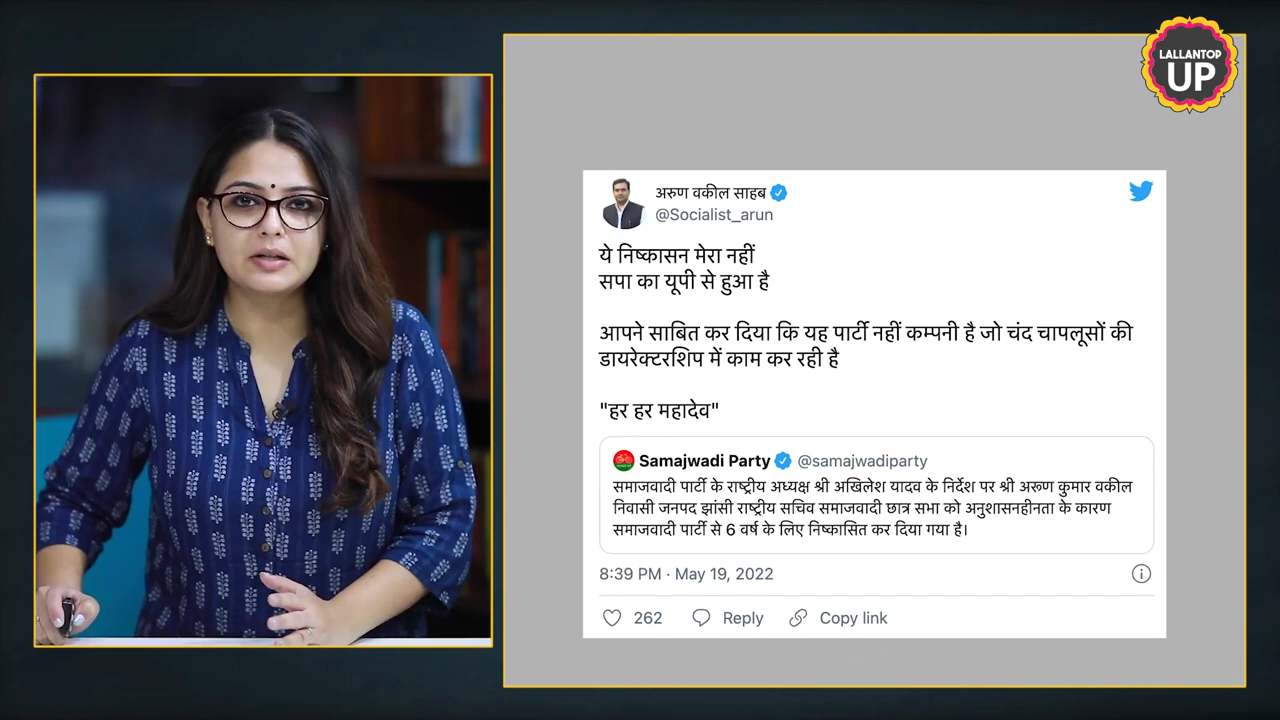 LALLANTOP
UP
अरुण वकील साहब
@Socialist_arun
ये निष्कासन मेरा नहीं
सपा का यूपी से हुआ है
आपने साबित कर दिया कि यह पार्टी नहीं कम्पनी है जो चंद चापलूसों की
डायरेक्टरशिप में काम कर रही है
"हर हर महादेव"
Samajwadi Party @samajwadiparty
समाजवादी पार्टी के राष्ट्रीय अध्यक्ष श्री अखिलेश यादव के निर्देश पर श्री अरूण कुमार वकील
निवासी जनपद झांसी राष्ट्रीय सचिव समाजवादी छात्र सभा को अनुशासनहीनता के कारण
समाजवादी पार्टी से 6 वर्ष के लिए निष्कासित कर दिया गया है।
8:39 PM · May 19, 2022
262 Reply Copy link